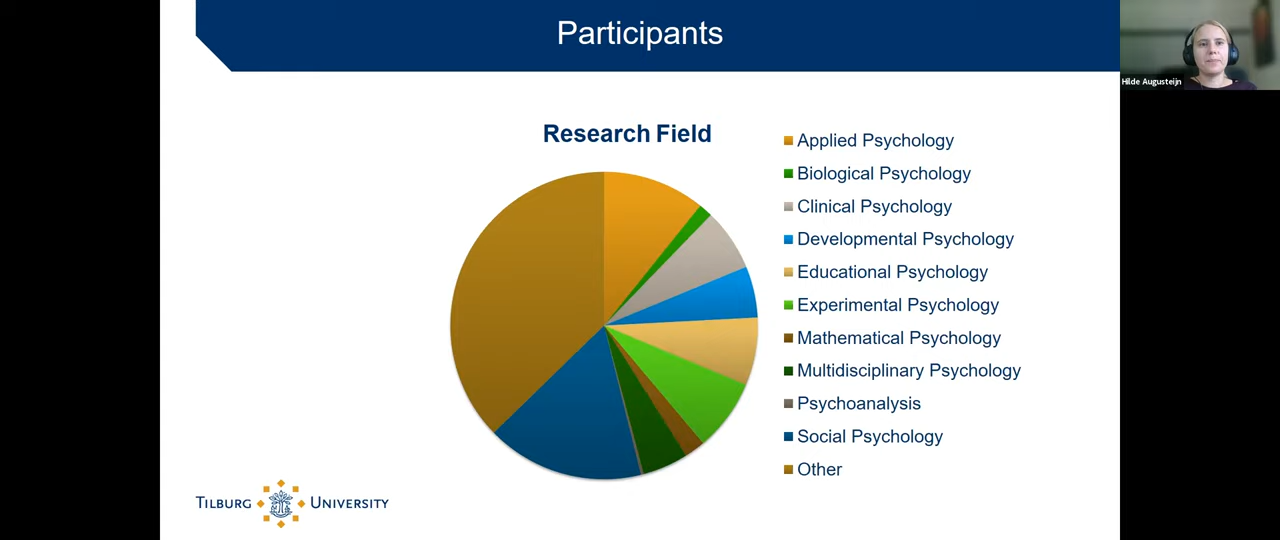 Participants
Hilde Augusteijn
Research Field
Applied Psychology
Biological Psychology
Clinical Psychology
Developmental Psychology
Educational Psychology
Experimental Psychology
Mathematical Psychology
Multidisciplinary Psychology
Psychoanalysis
Social Psychology
Other
TILBURG UNIVERSITY